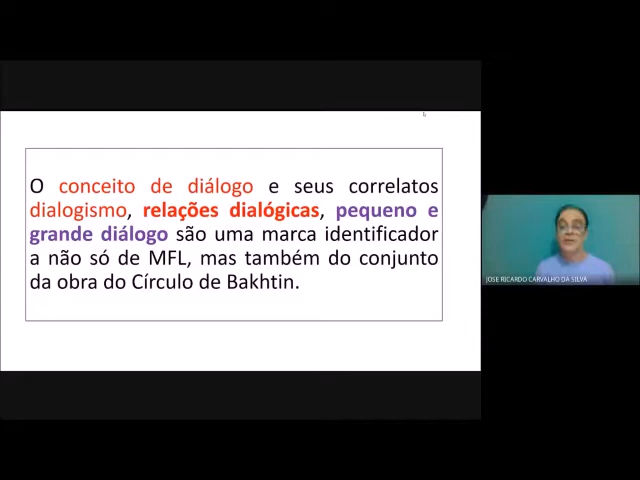 O conceito de diálogo e seus correlatos
dialogismo, relações dialógicas, pequeno e
grande diálogo são uma marca identificador
a não só de MFL, mas também do conjunto
da obra do Círculo de Bakhtin.
JOSE RICARDO CARVALHO DA SILVA